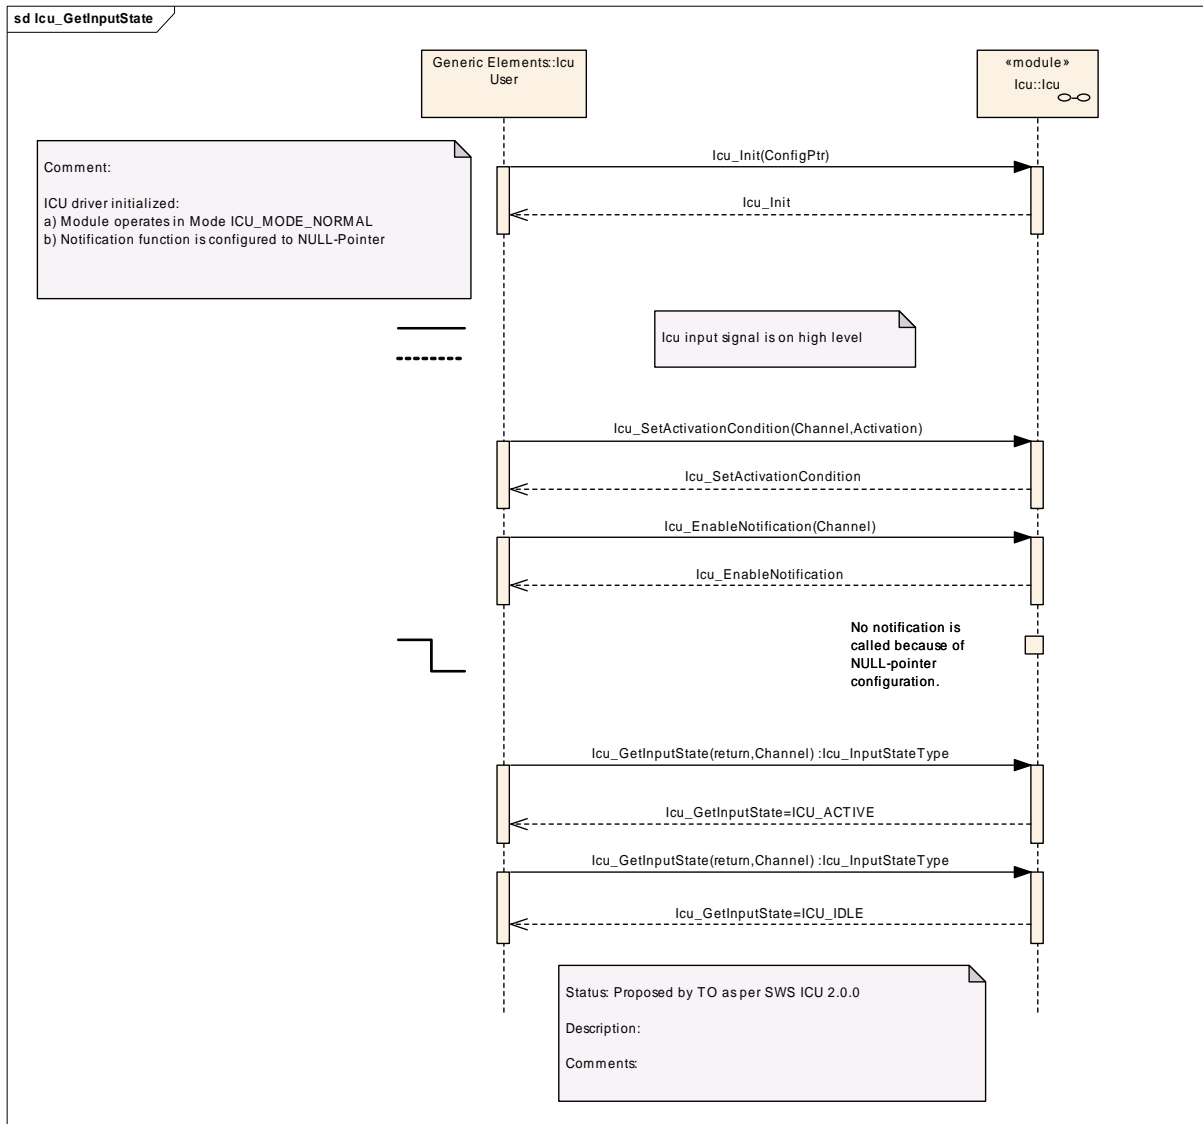 sd Icu_GetInputState
Generic Elements::Icu
User
«module»
Icu::Icu
Comment:
ICU driver initialized:
a) Module operates in Mode ICU_MODE_NORMAL
b) Notification function is configured to NULL-Pointer
Icu_Init(ConfigPtr)
Icu_Init
Icu input signal is on high level
Icu_SetActivationCondition(Channel,Activation)
Icu_SetActivationCondition
Icu_EnableNotification(Channel)
Icu_EnableNotification
No notification is
called because of
NULL-pointer
configuration.
Icu_GetInputState(return,Channel) :Icu_InputStateType
Icu_GetInputState=ICU_ACTIVE
Icu_GetInputState(return,Channel) :Icu_InputStateType
Icu_GetInputState=ICU_IDLE
Status: Proposed by TO as per SWS ICU 2.0.0
Description:
Comments: